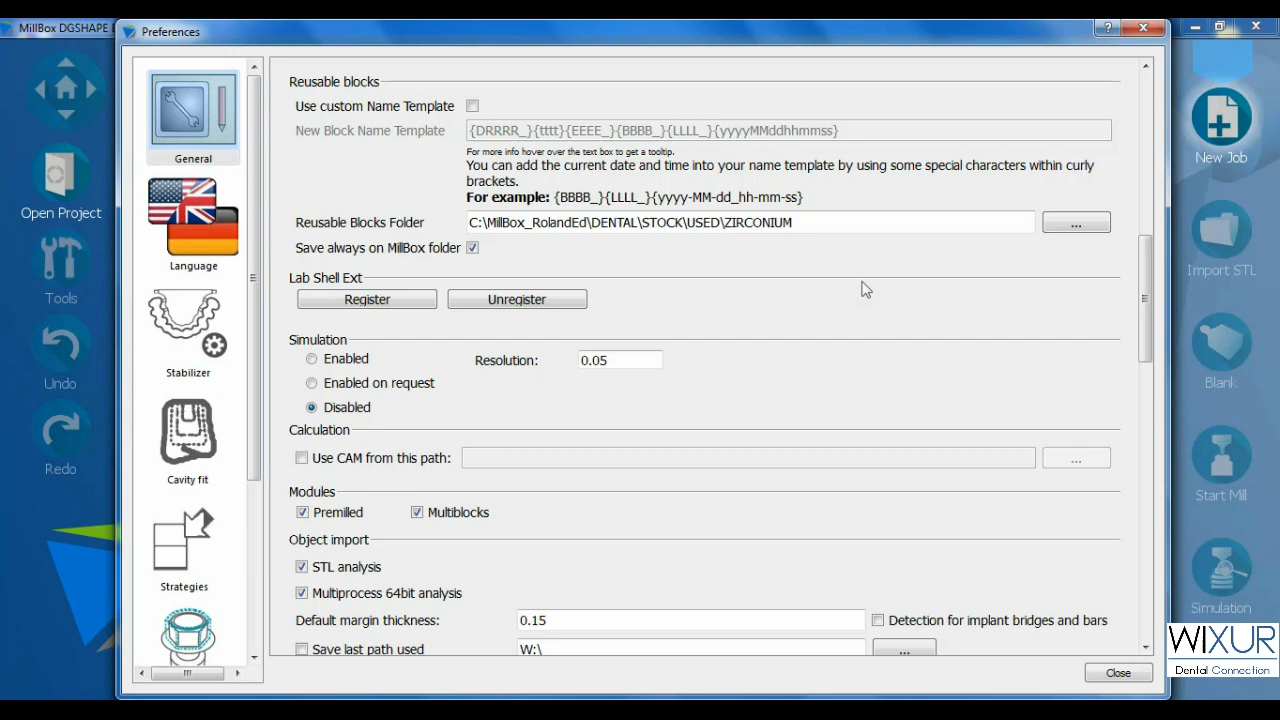 MillBox DGSHAPE E
Preferences
General
Language
Stabilizer
Cavity fit
Strategies
Reusable blocks
Use custom Name Template
New Block Name Template {DRRRR_}{tttt}{EEEE_}{BBBB_}{LLLL_}{yyyyMMddhhmmss}
For more info hover over the text box to get a tooltip.
You can add the current date and time into your name template by using some special characters within curly
brackets.
For example: {BBBB_}{LLLL_}{yyyy-MM-dd_hh-mm-ss}
Reusable Blocks Folder C:\MillBox_RolandEd\DENTAL\STOCK\USED\ZIRCONIUM ...
Save always on MillBox folder
Lab Shell Ext
Register Unregister
Simulation
Enabled Resolution: 0.05
Enabled on request
Disabled
Calculation
Use CAM from this path: ...
Modules
Premilled Multiblocks
Object import
STL analysis
Multiprocess 64bit analysis
Default margin thickness: 0.15 Detection for implant bridges and bars
Save last path used W:\ ...
Close
Open Project
Tools
Undo
Redo
New Job
Import STL
Blank
Start Mill
Simulation
WIXUR
Dental Connection